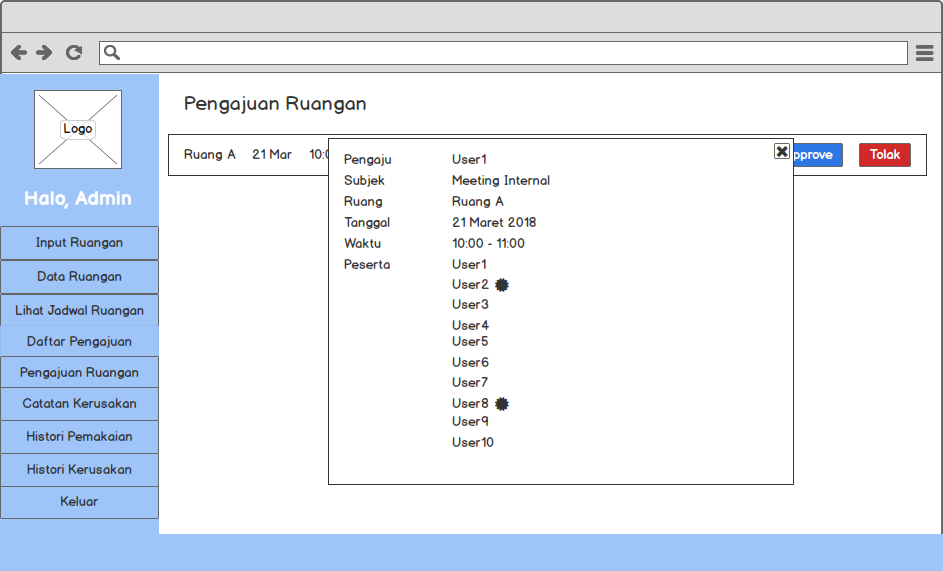 Logo
Halo, Admin
Input Ruangan
Data Ruangan
Lihat Jadwal Ruangan
Daftar Pengajuan
Pengajuan Ruangan
Catatan Kerusakan
Histori Pemakaian
Histori Kerusakan
Keluar
Pengajuan Ruangan
Ruang A 21 Mar 10:0 pprove Tolak
Pengaju User1
Subjek Meeting Internal
Ruang Ruang A
Tanggal 21 Maret 2018
Waktu 10:00 - 11:00
Peserta User1
User2
User3
User4
User5
User6
User7
User8
User9
User10